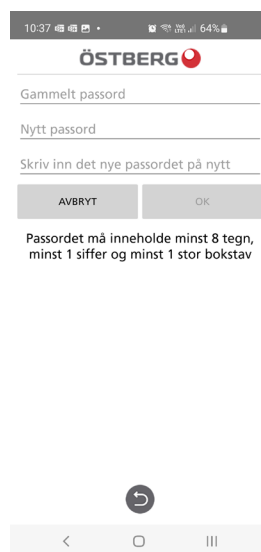 10:37
64%
ÖSTBERG
Gammelt passord
Nytt passord
Skriv inn det nye passordet på nytt
AVBRYT OK
Passordet må inneholde minst 8 tegn,
minst 1 siffer og minst 1 stor bokstav